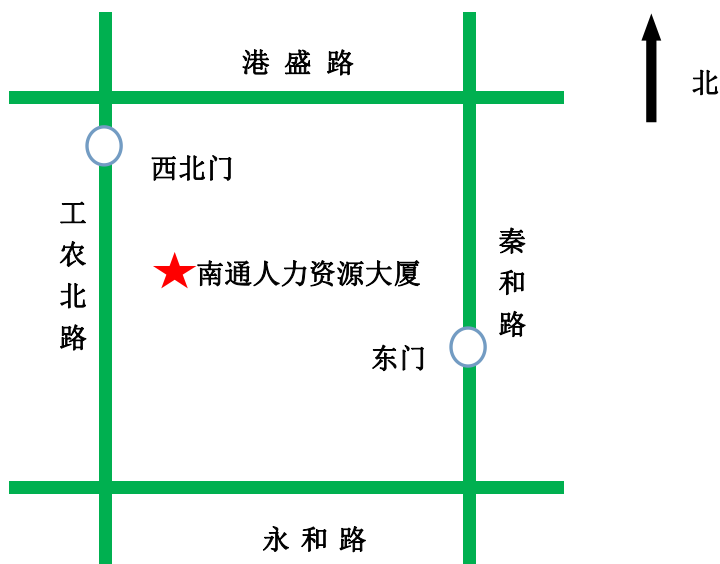 港盛路
北
西北门
工农北路
秦和路
南通人力资源大厦
东门
永和路